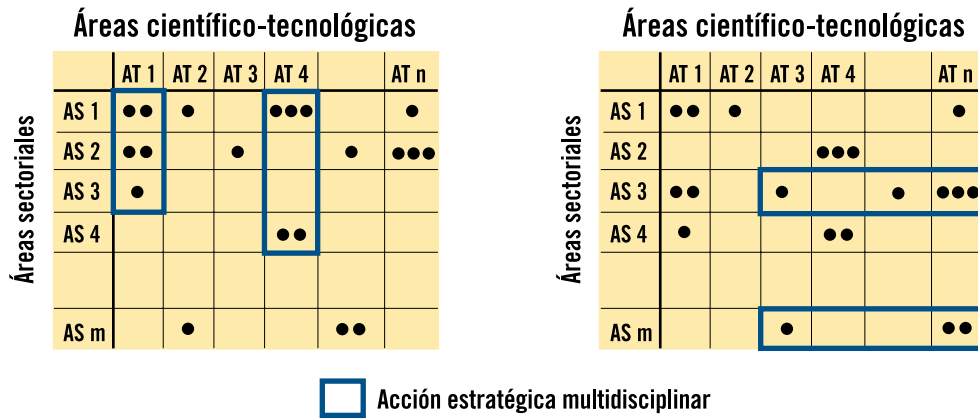 Áreas científico-tecnológicas
AT 1 AT 2 AT 3 AT 4 AT n
Áreas sectoriales
AS 1
AS 2
AS 3
AS 4
AS m
Áreas científico-tecnológicas
AT 1 AT 2 AT 3 AT 4 AT n
Áreas sectoriales
AS 1
AS 2
AS 3
AS 4
AS m
Acción estratégica multidisciplinar